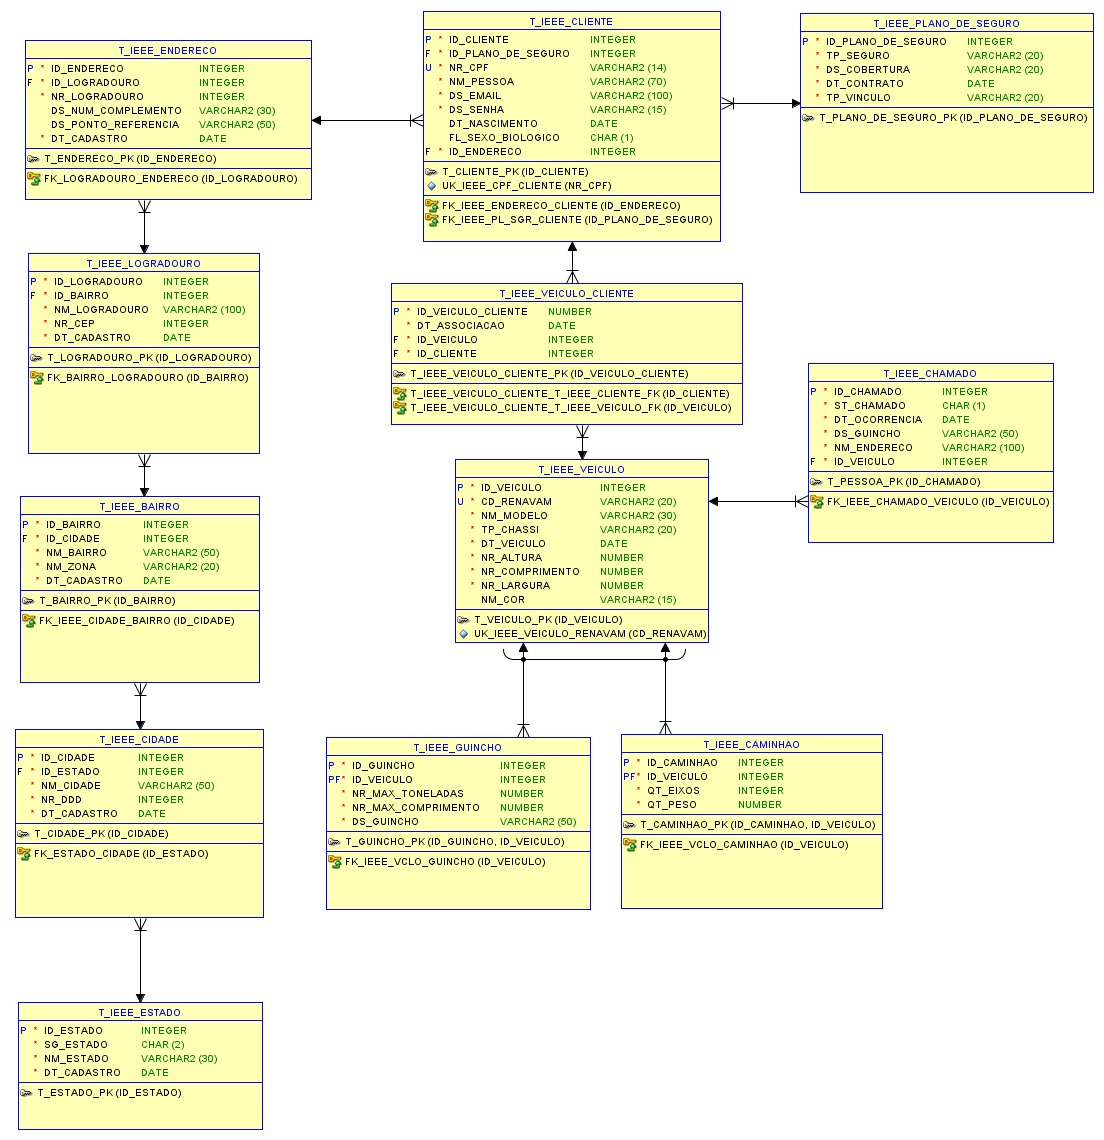 T_IEEE_CLIENTE
P * ID_CLIENTE INTEGER
F * ID_PLANO_DE_SEGURO INTEGER
U * NR_CPF VARCHAR2 (14)
* NM_PESSOA VARCHAR2 (70)
* DS_EMAIL VARCHAR2 (100)
* DS_SENHA VARCHAR2 (15)
DT_NASCIMENTO DATE
FL_SEXO_BIOLOGICO CHAR (1)
F * ID_ENDERECO INTEGER
T_CLIENTE_PK (ID_CLIENTE)
UK_IEEE_CPF_CLIENTE (NR_CPF)
FK_IEEE_ENDERECO_CLIENTE (ID_ENDERECO)
FK_IEEE_PL_SGR_CLIENTE (ID_PLANO_DE_SEGURO)
T_IEEE_PLANO_DE_SEGURO
P * ID_PLANO_DE_SEGURO INTEGER
* TP_SEGURO VARCHAR2 (20)
* DS_COBERTURA VARCHAR2 (20)
* DT_CONTRATO DATE
* TP_VINCULO VARCHAR2 (20)
T_PLANO_DE_SEGURO_PK (ID_PLANO_DE_SEGURO)
T_IEEE_ENDERECO
P * ID_ENDERECO INTEGER
F * ID_LOGRADOURO INTEGER
* NR_LOGRADOURO INTEGER
DS_NUM_COMPLEMENTO VARCHAR2 (30)
DS_PONTO_REFERENCIA VARCHAR2 (50)
* DT_CADASTRO DATE
T_ENDERECO_PK (ID_ENDERECO)
FK_LOGRADOURO_ENDERECO (ID_LOGRADOURO)
T_IEEE_LOGRADOURO
P * ID_LOGRADOURO INTEGER
F * ID_BAIRRO INTEGER
* NM_LOGRADOURO VARCHAR2 (100)
* NR_CEP INTEGER
* DT_CADASTRO DATE
T_LOGRADOURO_PK (ID_LOGRADOURO)
FK_BAIRRO_LOGRADOURO (ID_BAIRRO)
T_IEEE_VEICULO_CLIENTE
P * ID_VEICULO_CLIENTE NUMBER
* DT_ASSOCIACAO DATE
F * ID_VEICULO INTEGER
F * ID_CLIENTE INTEGER
T_IEEE_VEICULO_CLIENTE_PK (ID_VEICULO_CLIENTE)
T_IEEE_VEICULO_CLIENTE_T_IEEE_CLIENTE_FK (ID_CLIENTE)
T_IEEE_VEICULO_CLIENTE_T_IEEE_VEICULO_FK (ID_VEICULO)
T_IEEE_CHAMADO
P * ID_CHAMADO INTEGER
* ST_CHAMADO CHAR (1)
* DT_OCORRENCIA DATE
* DS_GUINCHO VARCHAR2 (50)
* NM_ENDERECO VARCHAR2 (100)
F * ID_VEICULO INTEGER
T_PESSOA_PK (ID_CHAMADO)
FK_IEEE_CHAMADO_VEICULO (ID_VEICULO)
T_IEEE_VEICULO
P * ID_VEICULO INTEGER
U * CD_RENAVAM VARCHAR2 (20)
* NM_MODELO VARCHAR2 (30)
* TP_CHASSI VARCHAR2 (20)
* DT_VEICULO DATE
* NR_ALTURA NUMBER
* NR_COMPRIMENTO NUMBER
* NR_LARGURA NUMBER
NM_COR VARCHAR2 (15)
T_VEICULO_PK (ID_VEICULO)
UK_IEEE_VEICULO_RENAVAM (CD_RENAVAM)
T_IEEE_BAIRRO
P * ID_BAIRRO INTEGER
F * ID_CIDADE INTEGER
* NM_BAIRRO VARCHAR2 (50)
* NM_ZONA VARCHAR2 (20)
* DT_CADASTRO DATE
T_BAIRRO_PK (ID_BAIRRO)
FK_IEEE_CIDADE_BAIRRO (ID_CIDADE)
T_IEEE_CIDADE
P * ID_CIDADE INTEGER
F * ID_ESTADO INTEGER
* NM_CIDADE VARCHAR2 (50)
* NR_DDD INTEGER
* DT_CADASTRO DATE
T_CIDADE_PK (ID_CIDADE)
FK_ESTADO_CIDADE (ID_ESTADO)
T_IEEE_GUINCHO
P * ID_GUINCHO INTEGER
PF* ID_VEICULO INTEGER
* NR_MAX_TONELADAS NUMBER
* NR_MAX_COMPRIMENTO NUMBER
* DS_GUINCHO VARCHAR2 (50)
T_GUINCHO_PK (ID_GUINCHO, ID_VEICULO)
FK_IEEE_VCLO_GUINCHO (ID_VEICULO)
T_IEEE_CAMINHAO
P * ID_CAMINHAO INTEGER
PF* ID_VEICULO INTEGER
* QT_EIXOS INTEGER
* QT_PESO NUMBER
T_CAMINHAO_PK (ID_CAMINHAO, ID_VEICULO)
FK_IEEE_VCLO_CAMINHAO (ID_VEICULO)
T_IEEE_ESTADO
P * ID_ESTADO INTEGER
* SG_ESTADO CHAR (2)
* NM_ESTADO VARCHAR2 (30)
* DT_CADASTRO DATE
T_ESTADO_PK (ID_ESTADO)